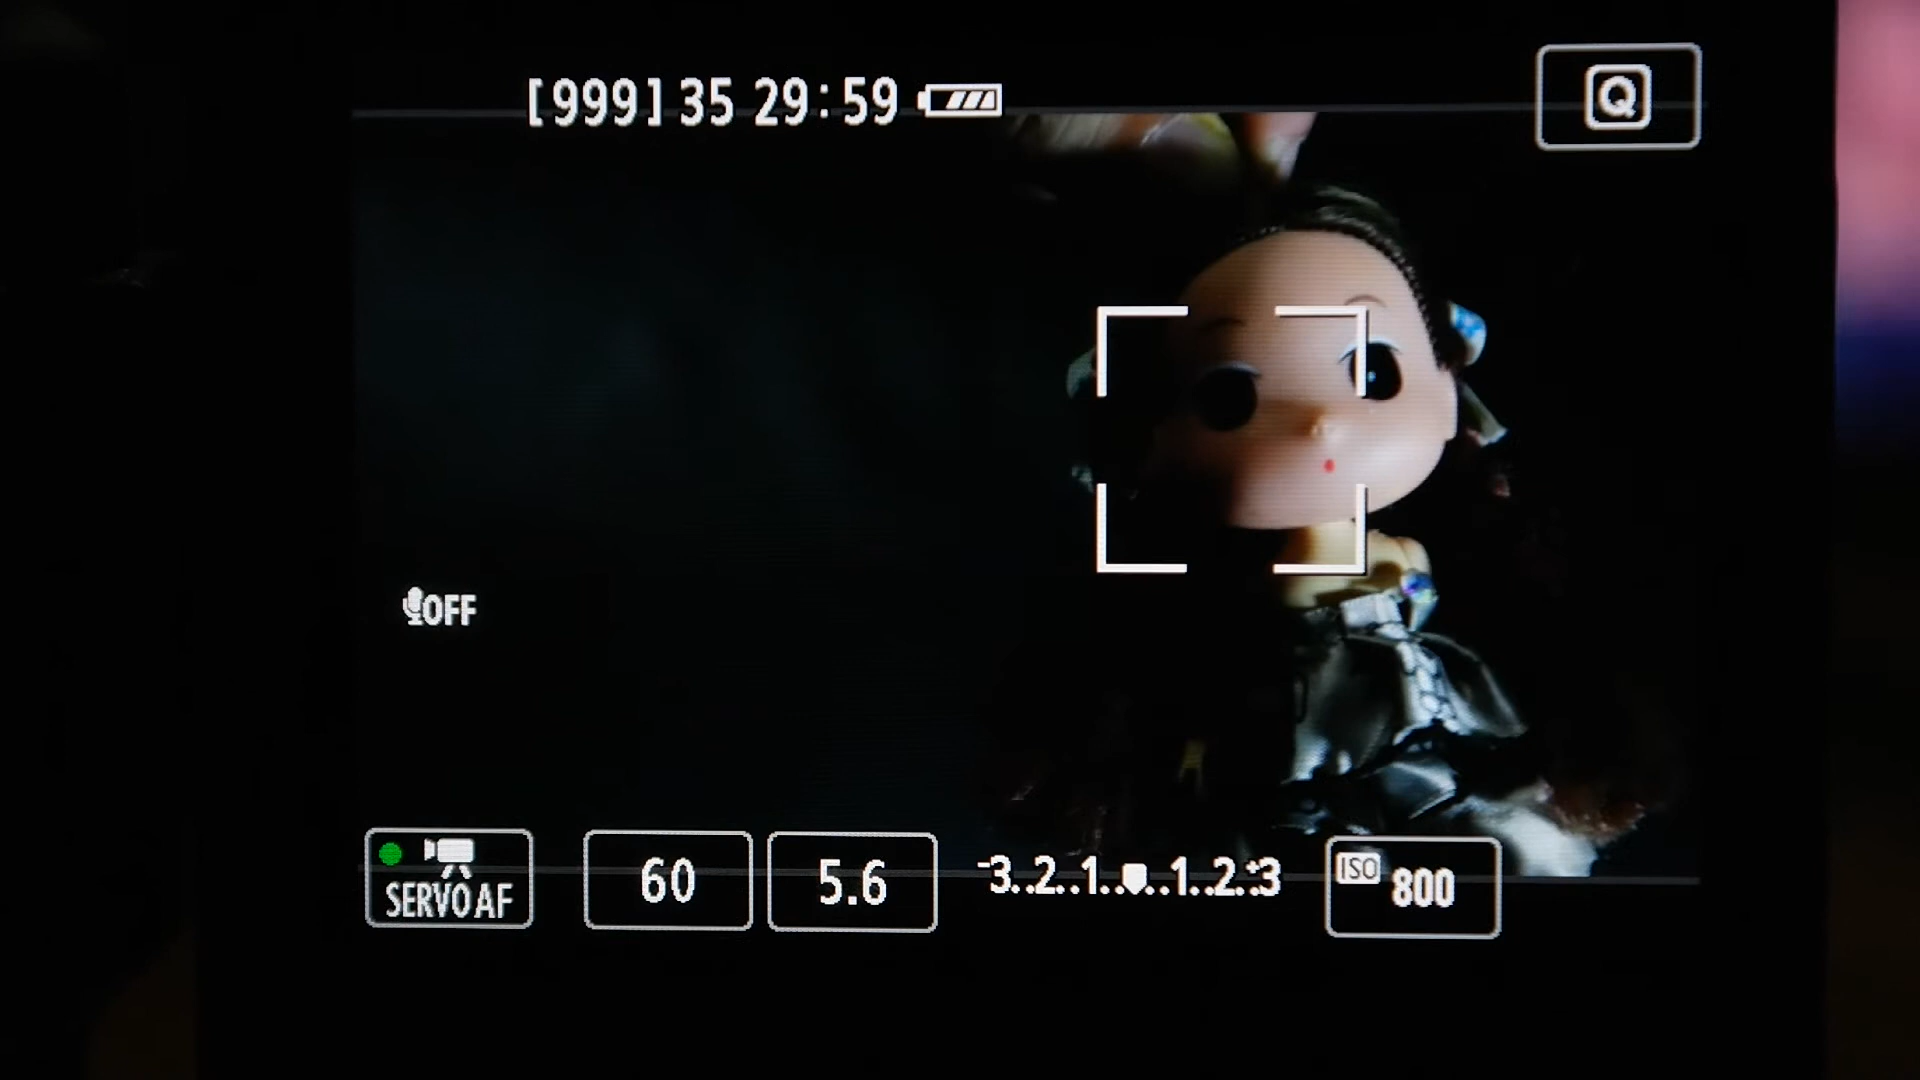 [999] 35 29:59
Q
OFF
SERVO AF
60
5.6
-3..2..1....1..2..+3
ISO 800